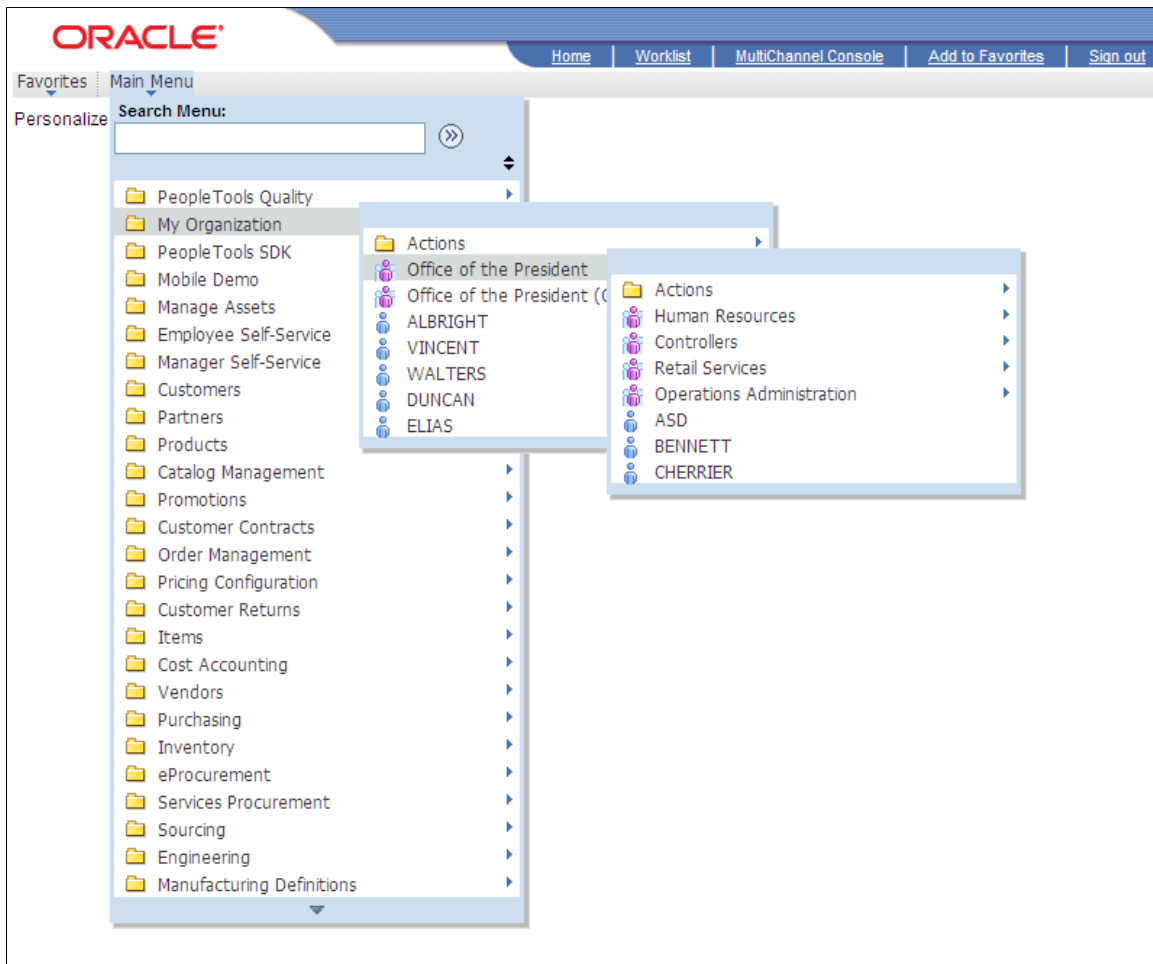 ORACLE
Home Worklist MultiChannel Console Add to Favorites Sign out
Favorites Main Menu
Personalize
Search Menu:
PeopleTools Quality
My Organization
PeopleTools SDK
Mobile Demo
Manage Assets
Employee Self-Service
Manager Self-Service
Customers
Partners
Products
Catalog Management
Promotions
Customer Contracts
Order Management
Pricing Configuration
Customer Returns
Items
Cost Accounting
Vendors
Purchasing
Inventory
eProcurement
Services Procurement
Sourcing
Engineering
Manufacturing Definitions
Actions
Office of the President
Office of the President (
ALBRIGHT
VINCENT
WALTERS
DUNCAN
ELIAS
Actions
Human Resources
Controllers
Retail Services
Operations Administration
ASD
BENNETT
CHERRIER